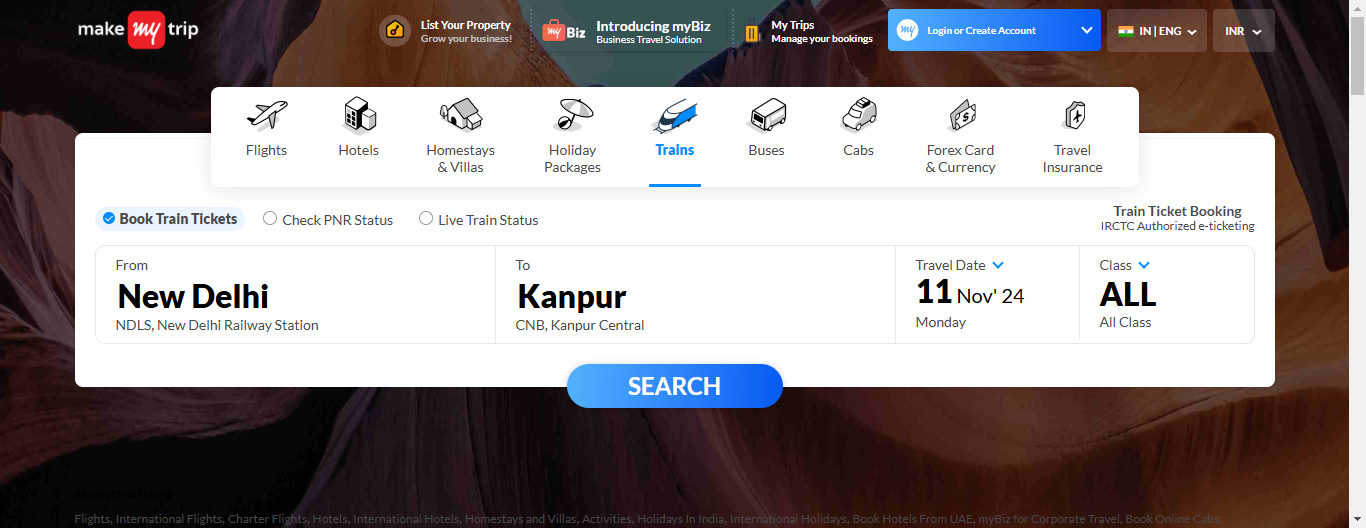 make my trip
List Your Property
Grow your business!
my Biz
Introducing myBiz
Business Travel Solution
My Trips
Manage your bookings
my
Login or Create Account
IN | ENG
INR
Flights
Hotels
Homestays
& Villas
Holiday
Packages
Trains
Buses
Cabs
Forex Card
& Currency
Travel
Insurance
Book Train Tickets
Check PNR Status
Live Train Status
Train Ticket Booking
IRCTC Authorized e-ticketing
From
New Delhi
NDLS, New Delhi Railway Station
To
Kanpur
CNB, Kanpur Central
Travel Date
11 Nov' 24
Monday
Class
ALL
All Class
SEARCH
PRODUCT OFFERING
Flights, International Flights, Charter Flights, Hotels, International Hotels, Homestays and Villas, Activities, Holidays In India, International Holidays, Book Hotels From UAE, myBiz for Corporate Travel, Book Online Cabs,